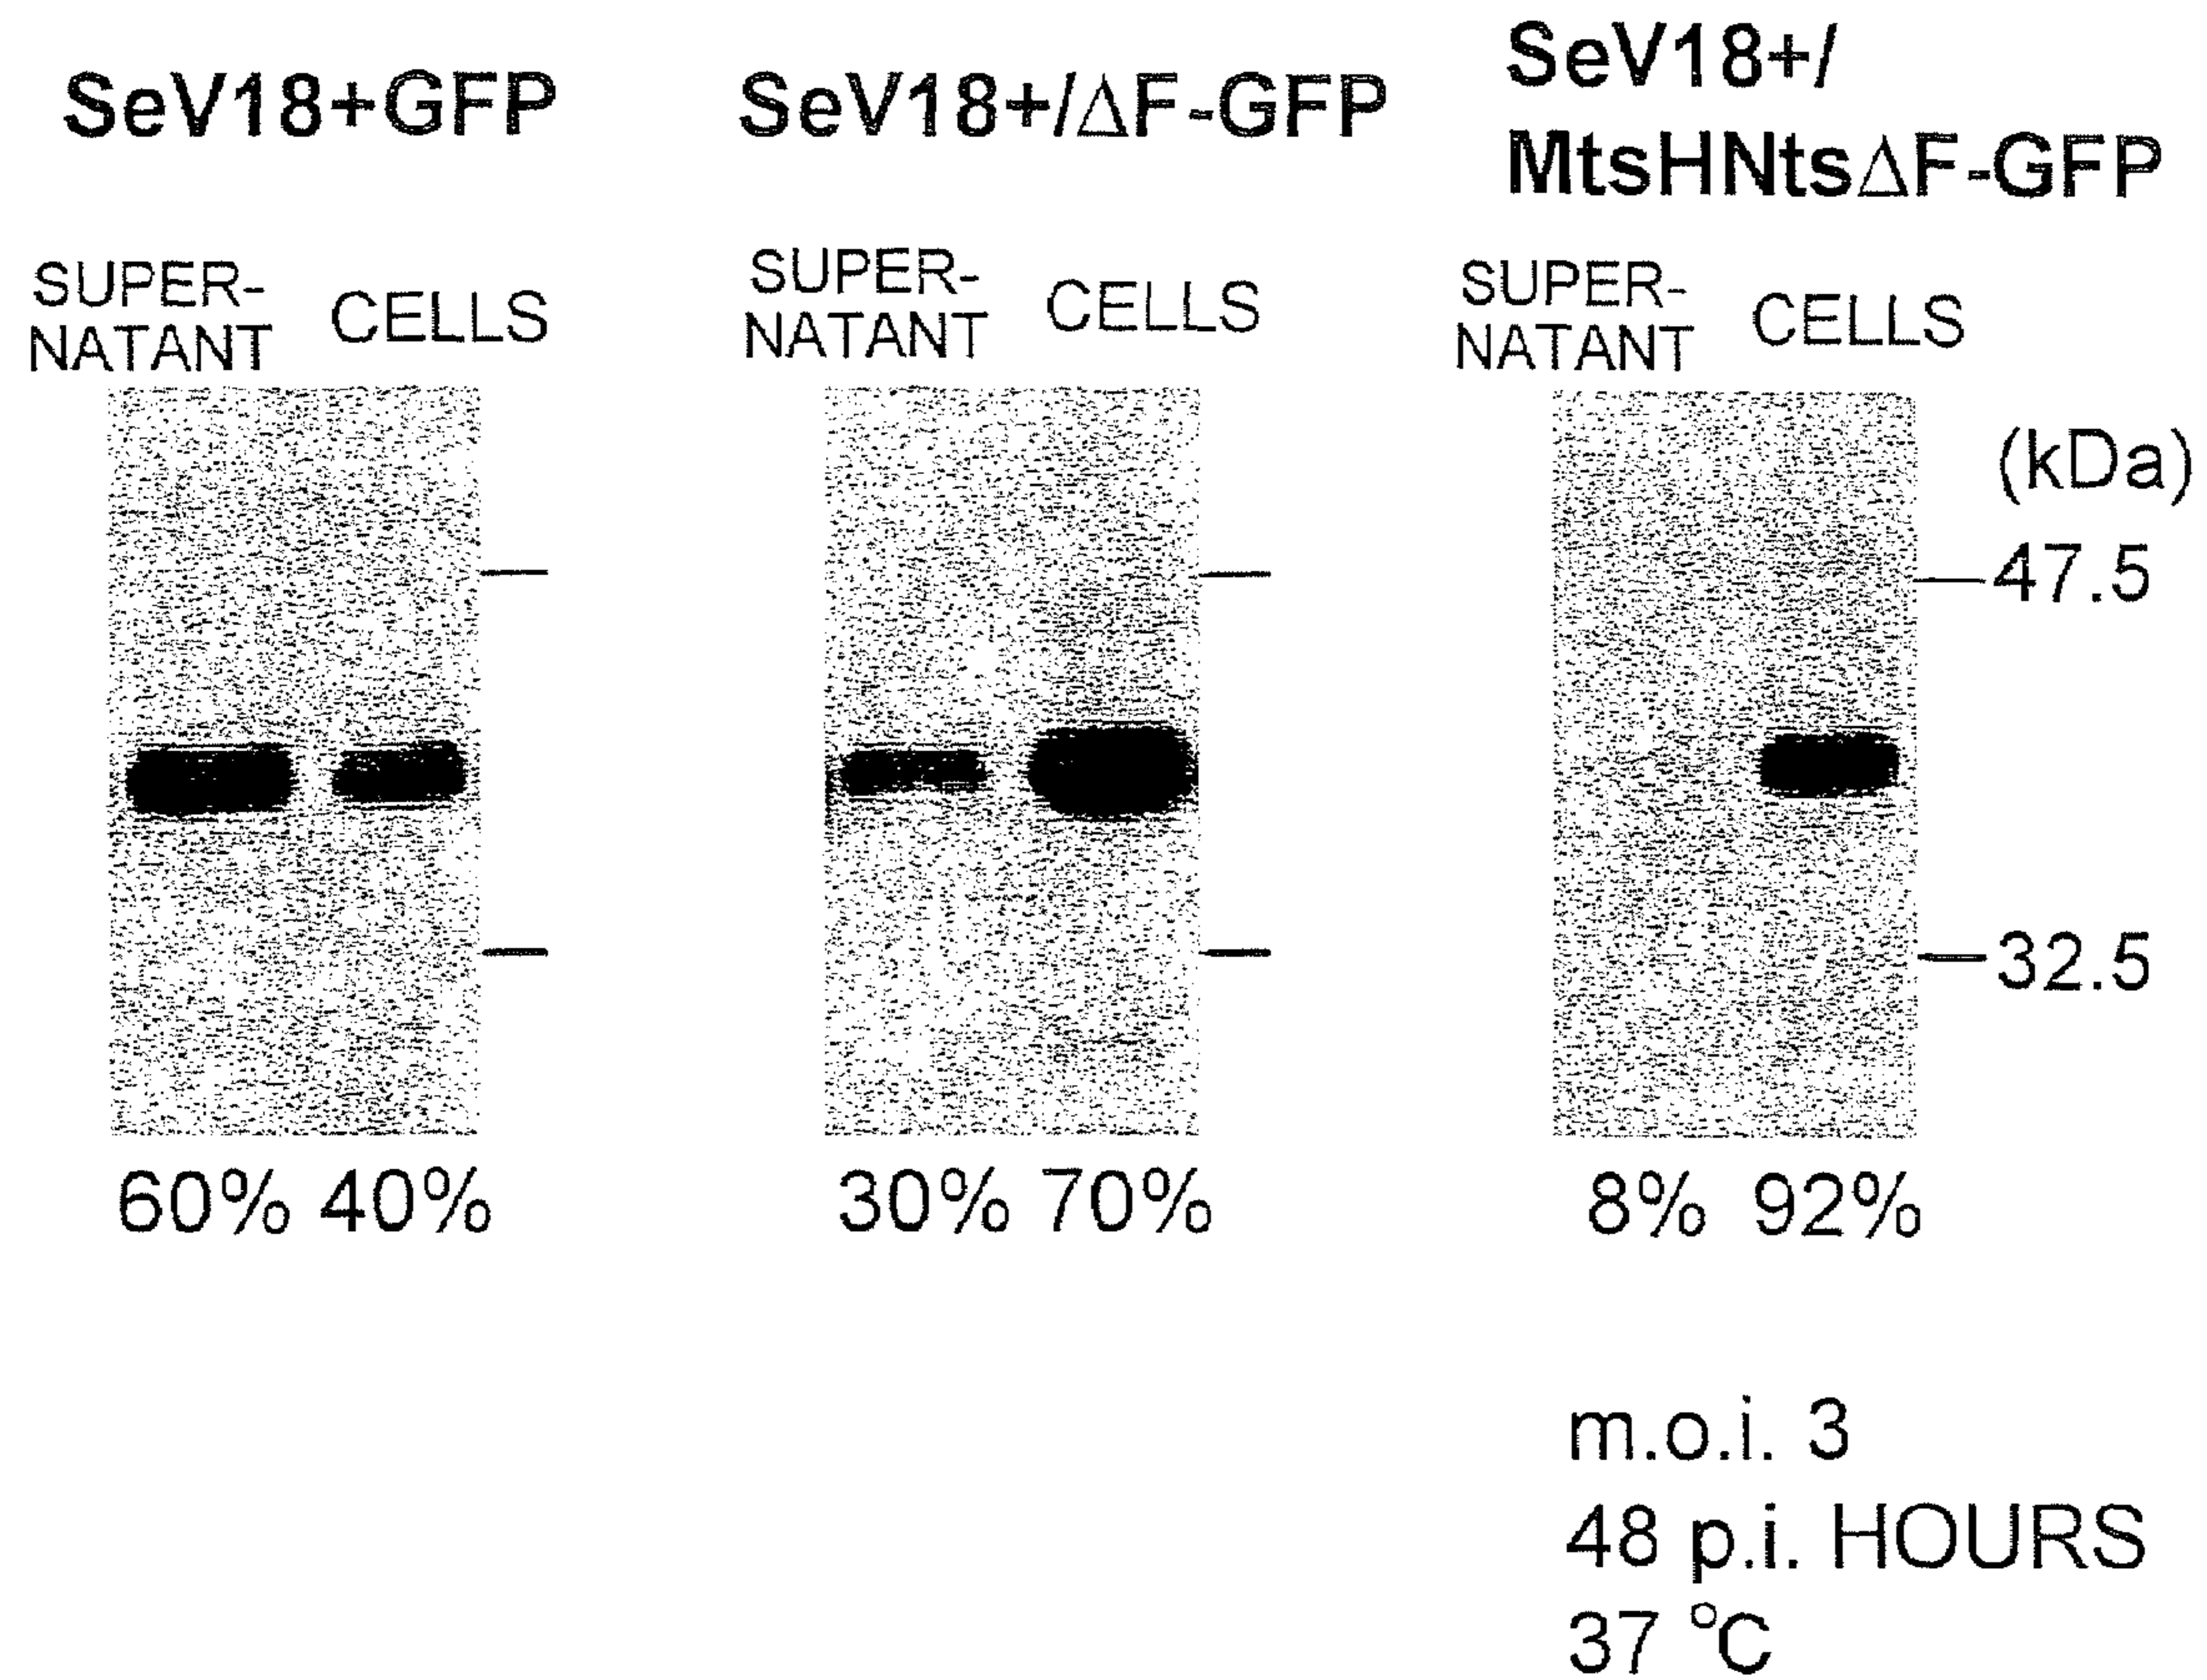 SeV18+GFP
SUPER-
NATANT
CELLS
60% 40%
SeV18+/ΔF-GFP
SUPER-
NATANT
CELLS
30% 70%
SeV18+/
MtsHNtsΔF-GFP
SUPER-
NATANT
CELLS
(kDa)
47.5
32.5
8% 92%
m.o.i. 3
48 p.i. HOURS
37 °C